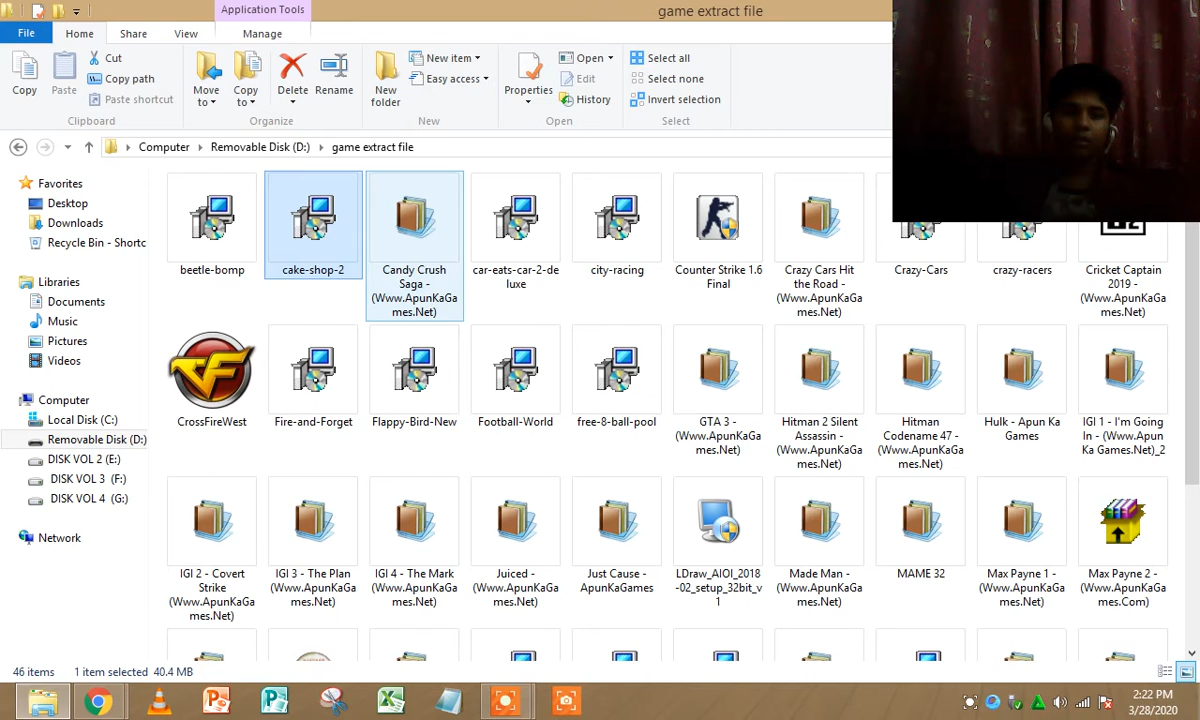 Application Tools
game extract file
File
Home
Share
View
Manage
Copy
Paste
Cut
Copy path
Paste shortcut
Clipboard
Move to
Copy to
Delete
Rename
Organize
New folder
New item
Easy access
New
Properties
Open
Edit
History
Open
Select all
Select none
Invert selection
Select
Computer
Removable Disk (D:)
game extract file
Favorites
Desktop
Downloads
Recycle Bin - Shortc
Libraries
Documents
Music
Pictures
Videos
Computer
Local Disk (C:)
Removable Disk (D:)
DISK VOL 2 (E:)
DISK VOL 3 (F:)
DISK VOL 4 (G:)
Network
beetle-bomp
cake-shop-2
Candy Crush
Saga -
(Www.ApunKaGa
mes.Net)
car-eats-car-2-de
luxe
city-racing
Counter Strike 1.6
Final
Crazy Cars Hit
the Road -
(Www.ApunKaGa
mes.Net)
Crazy-Cars
crazy-racers
Cricket Captain
2019 -
(Www.ApunKaGa
mes.Net)
CrossFireWest
Fire-and-Forget
Flappy-Bird-New
Football-World
free-8-ball-pool
GTA 3 -
(Www.ApunKaGa
mes.Net)
Hitman 2 Silent
Assassin -
(Www.ApunKaGa
mes.Net)
Hitman
Codename 47 -
(Www.ApunKaGa
mes.Net)
Hulk - Apun Ka
Games
IGI 1 - I'm Going
In - (Www.Apun
Ka Games.Net)_2
IGI 2 - Covert
Strike
(Www.ApunKaGa
mes.Net)
IGI 3 - The Plan
(Www.ApunKaGa
mes.Net)
IGI 4 - The Mark
(Www.ApunKaGa
mes.Net)
Juiced -
(Www.ApunKaGa
mes.Net)
Just Cause -
ApunKaGames
LDraw_AIOI_2018
-02_setup_32bit_v
1
Made Man -
(Www.ApunKaGa
mes.Net)
MAME 32
Max Payne 1 -
(Www.ApunKaGa
mes.Net)
Max Payne 2 -
(Www.ApunKaGa
mes.Com)
46 items
1 item selected 40.4 MB
2:22 PM
3/28/2020